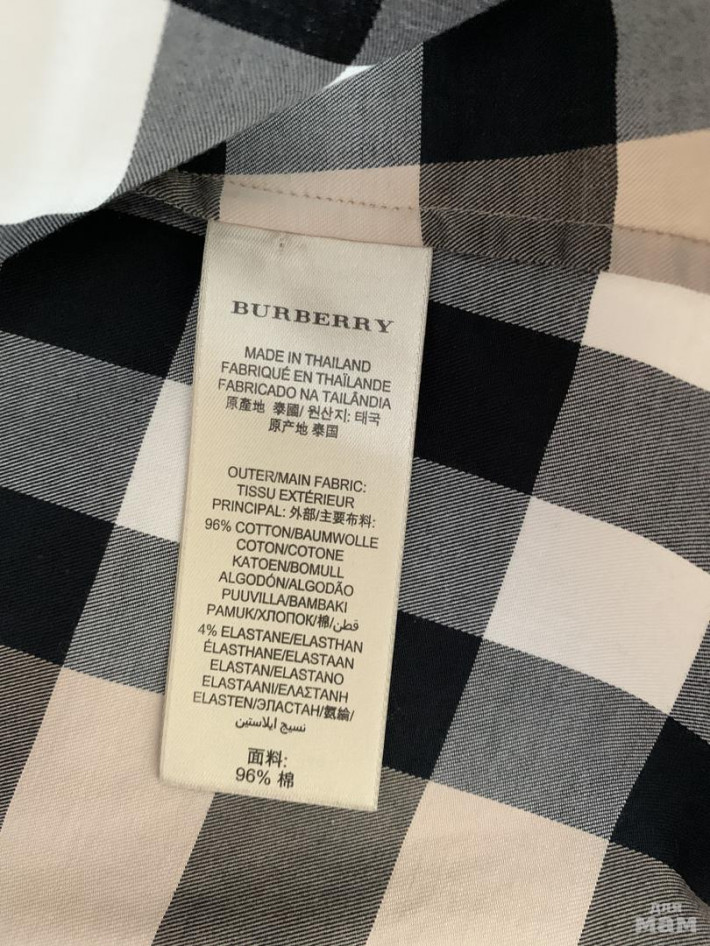 BURBERRY
MADE IN THAILAND
FABRIQUÉ EN THAÏLANDE
FABRICADO NA TAILÂNDIA
原產地 泰國/ 원산지: 태국
原产地 泰国
OUTER/MAIN FABRIC:
TISSU EXTÉRIEUR
PRINCIPAL: 外部/主要布料:
96% COTTON/BAUMWOLLE
COTON/COTONE
KATOEN/BOMULL
ALGODÓN/ALGODÃO
PUUVILLA/BAMBAKI
PAMUK/ХЛОПОК/棉/قطن
4% ELASTANE/ELASTHAN
ÉLASTHANE/ELASTAAN
ELASTAN/ELASTANO
ELASTAANI/ΕΛΑΣΤΑΝΗ
ELASTEN/ЭЛАСТАН/氨綸/
نسيج ايلاستين
面料:
96% 棉
для
мам